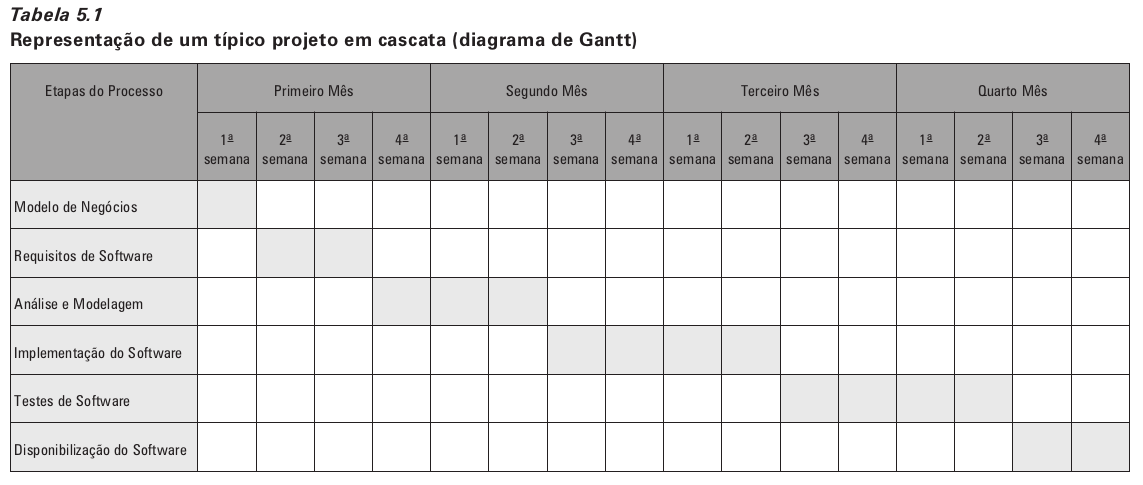 Tabela 5.1
Representação de um típico projeto em cascata (diagrama de Gantt)
Etapas do Processo Primeiro Mês Segundo Mês Terceiro Mês Quarto Mês
1ª 2ª 3ª 4ª 1ª 2ª 3ª 4ª 1ª 2ª 3ª 4ª 1ª 2ª 3ª 4ª
semana semana semana semana semana semana semana semana semana semana semana semana semana semana semana semana
Modelo de Negócios
Requisitos de Software
Análise e Modelagem
Implementação do Software
Testes de Software
Disponibilização do Software